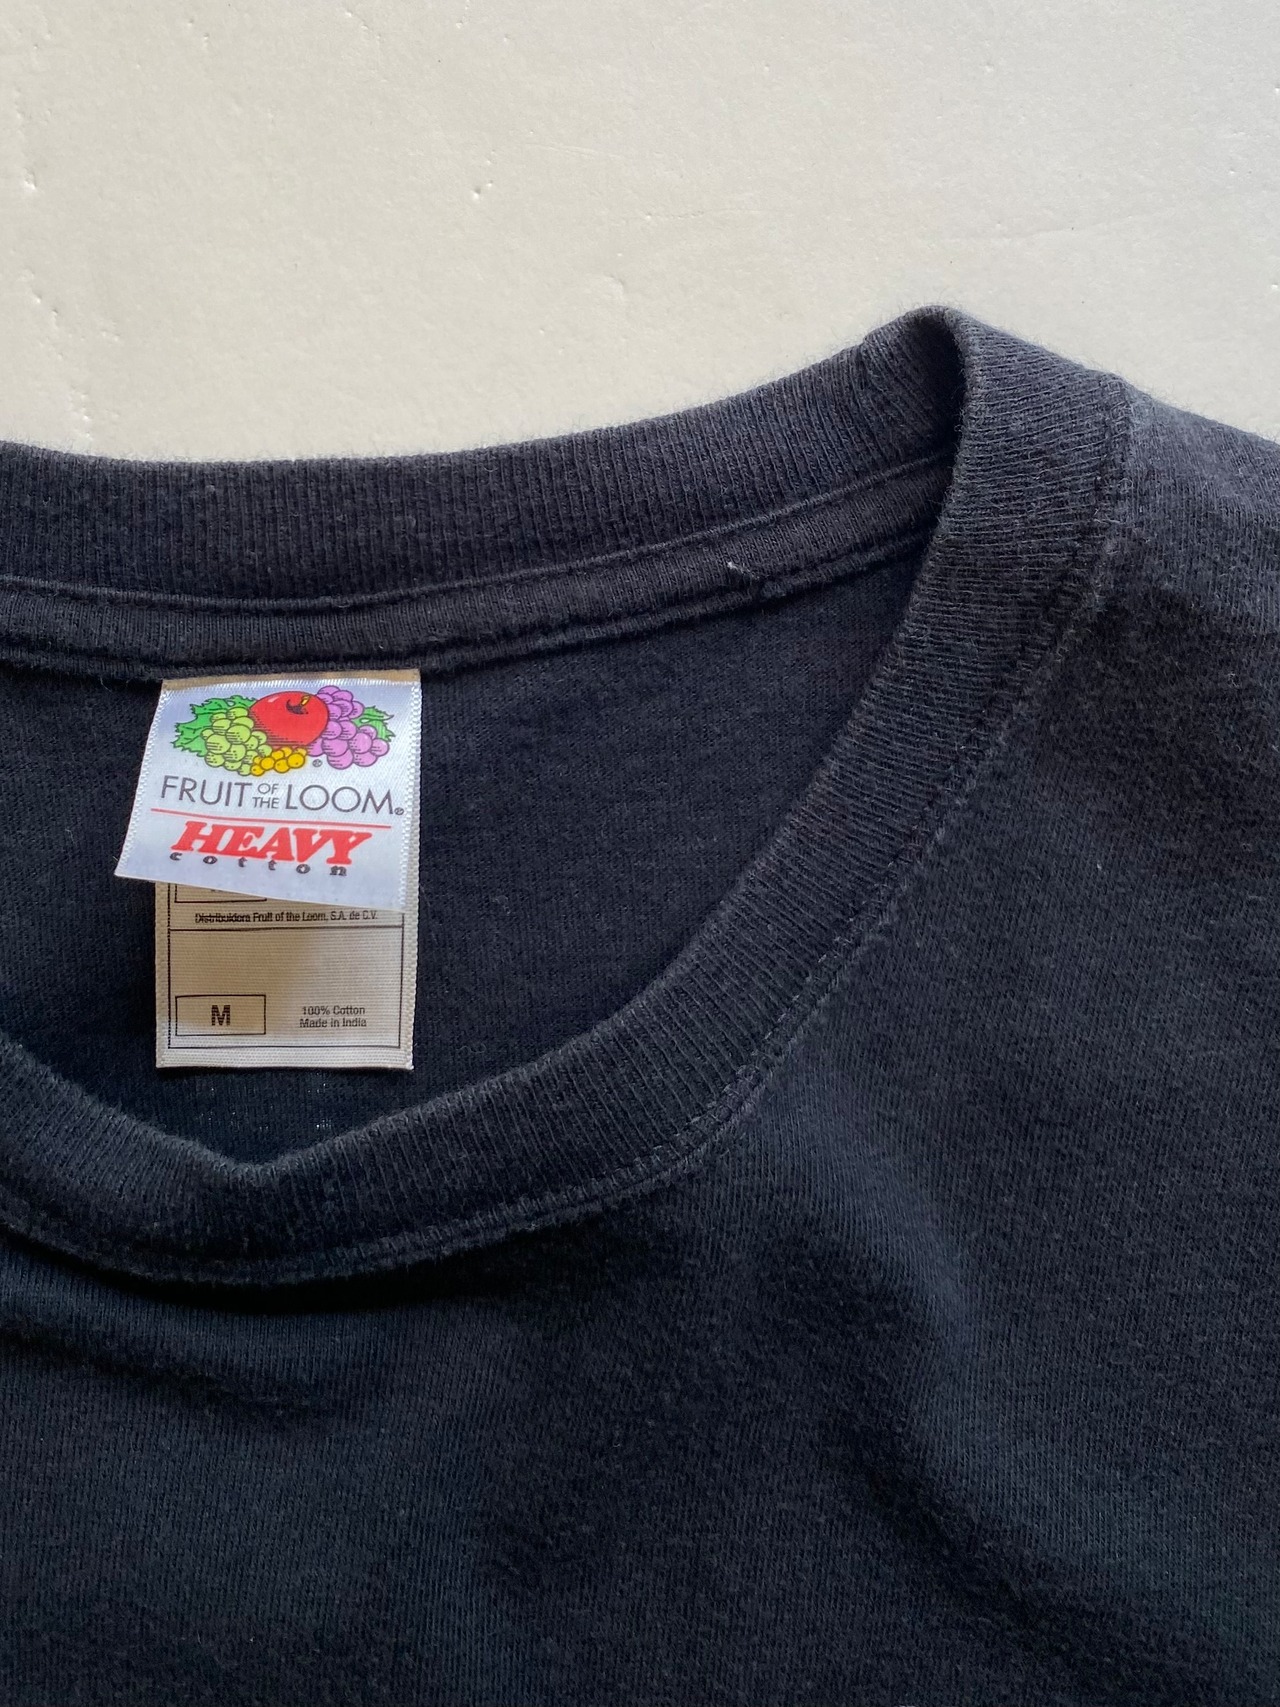 FRUIT OF THE LOOM®
HEAVY
cotton
Distribuidora Fruit of the Loom, S.A. de C.V.
M
100% Cotton
Made in India